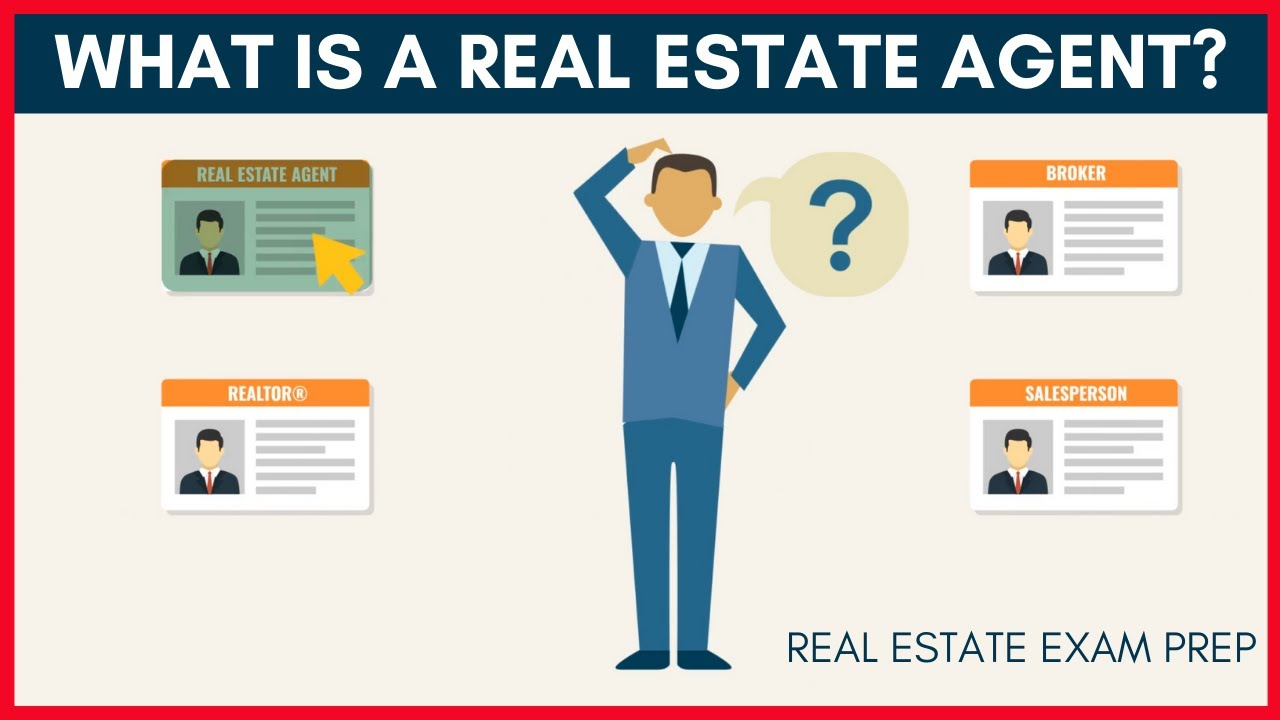 WHAT IS A REAL ESTATE AGENT?
REAL ESTATE AGENT
?
BROKER
REALTOR®
SALESPERSON
REAL ESTATE EXAM PREP